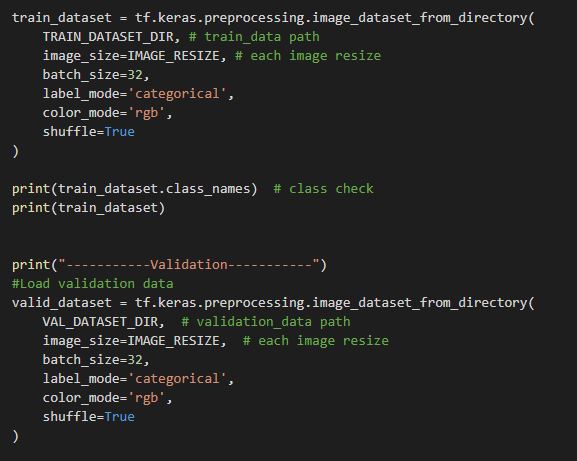 train_dataset = tf.keras.preprocessing.image_dataset_from_directory(
    TRAIN_DATASET_DIR, # train_data path
    image_size=IMAGE_RESIZE, # each image resize
    batch_size=32,
    label_mode='categorical',
    color_mode='rgb',
    shuffle=True
)
print(train_dataset.class_names)  # class check
print(train_dataset)
print("-----------Validation-----------")
#Load validation data
valid_dataset = tf.keras.preprocessing.image_dataset_from_directory(
    VAL_DATASET_DIR,  # validation_data path
    image_size=IMAGE_RESIZE,  # each image resize
    batch_size=32,
    label_mode='categorical',
    color_mode='rgb',
    shuffle=True
)